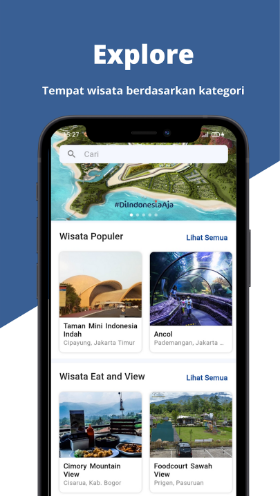 Explore
Tempat wisata berdasarkan kategori
15:27
Cari
#DiIndonesiaAja
Wisata Populer
Lihat Semua
Taman Mini Indonesia
Indah
Cipayung, Jakarta Timur
Ancol
Pademangan, Jakarta ...
Wisata Eat and View
Lihat Semua
Cimory Mountain
View
Cisarua, Kab. Bogor
Foodcourt Sawah
View
Prigen, Pasuruan